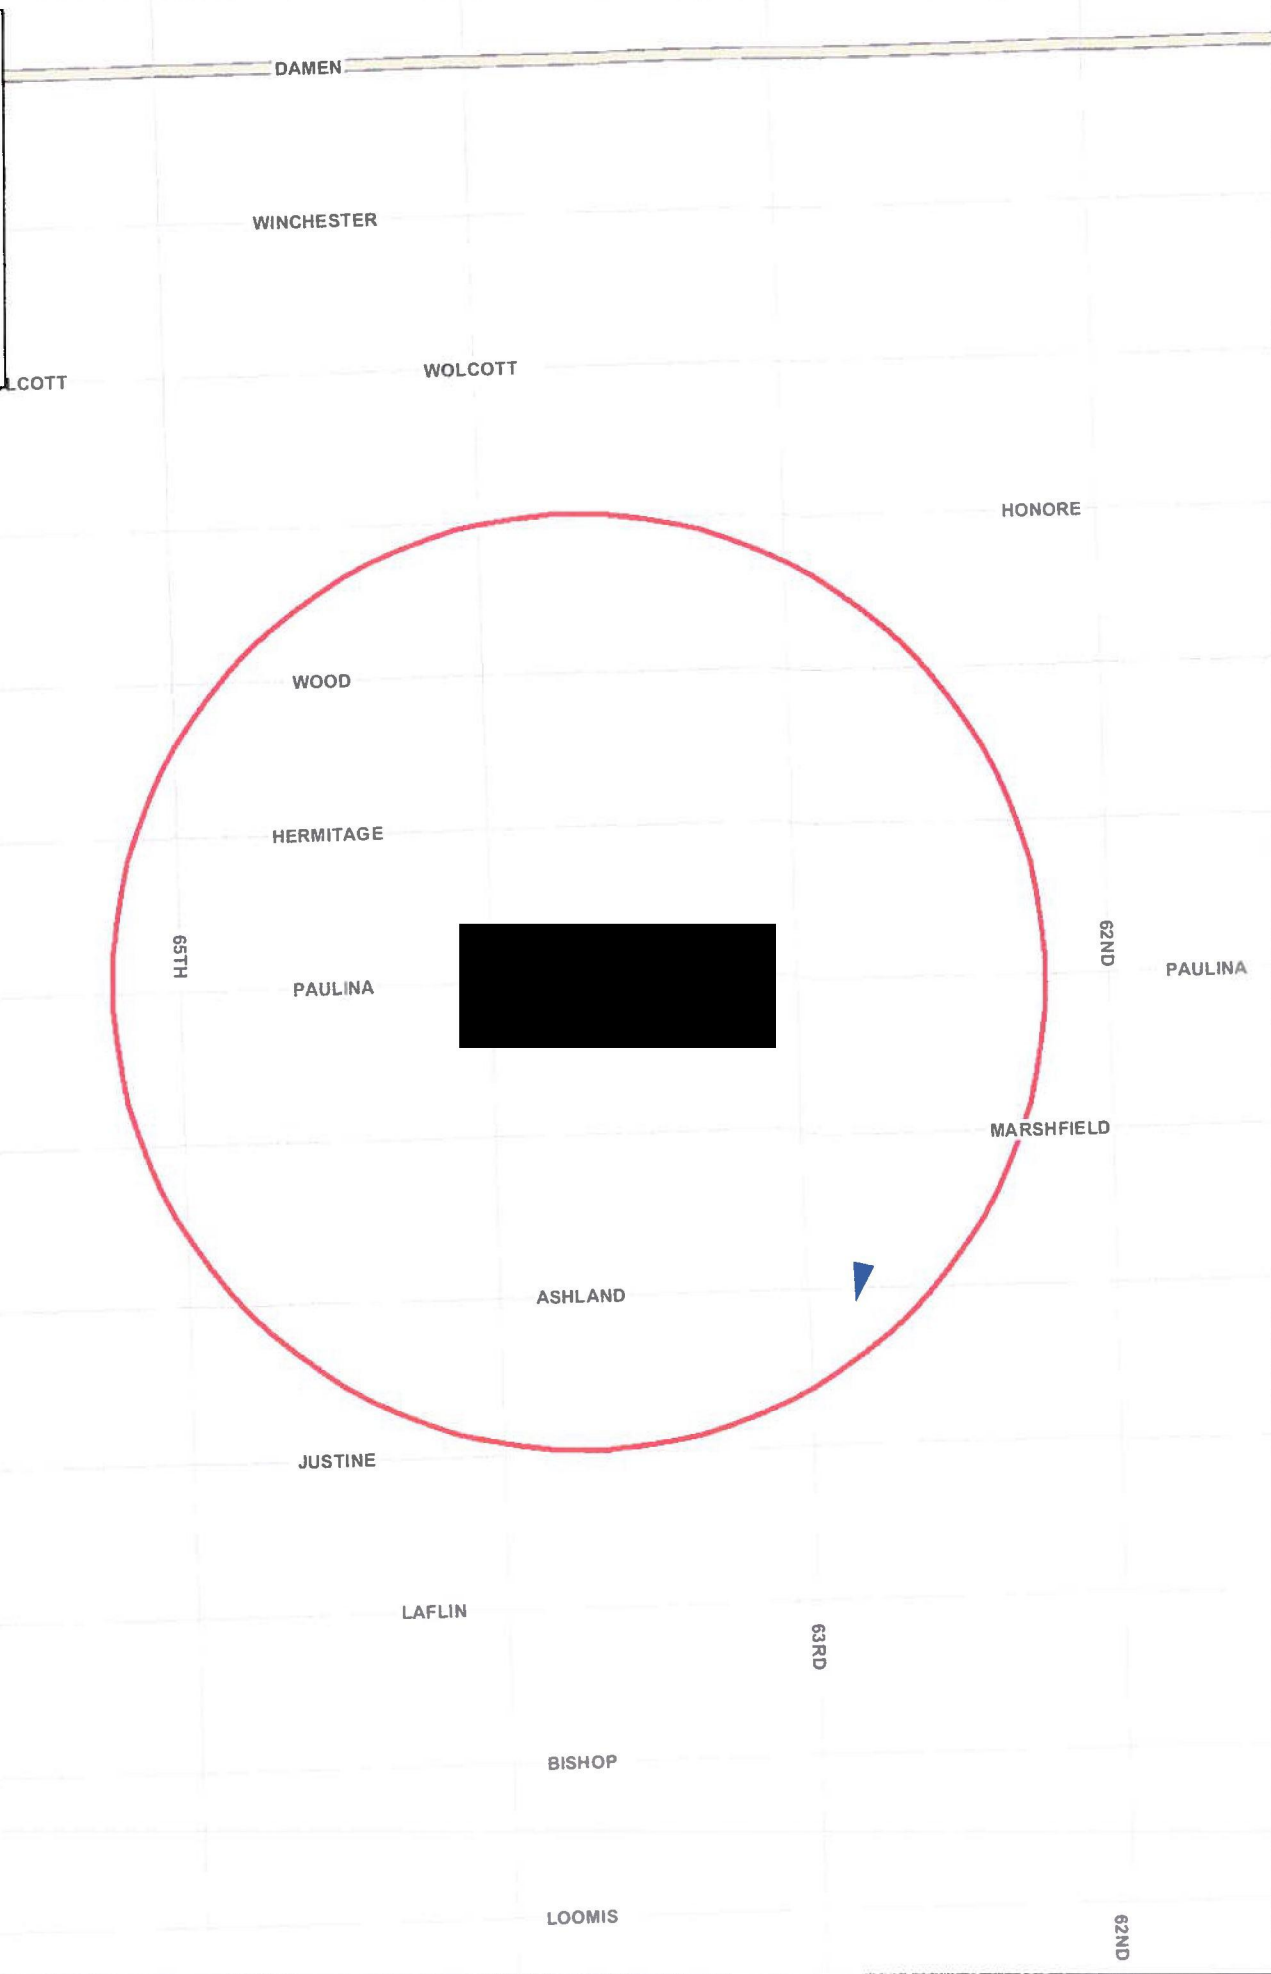 DAMEN
WINCHESTER
WOLCOTT
LCOTT
HONORE
WOOD
HERMITAGE
65TH
62ND
PAULINA
PAULINA
MARSHFIELD
ASHLAND
JUSTINE
LAFLIN
63RD
BISHOP
LOOMIS
62ND